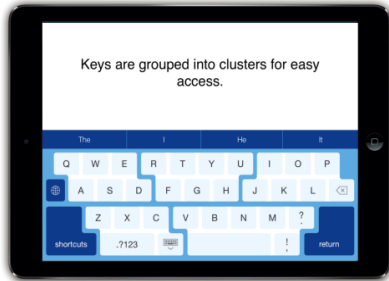 Keys are grouped into clusters for easy
access.
The I He It
Q W E R T Y U I O P
A S D F G H J K L
Z X C V B N M ? .
shortcuts .?123 ! , return